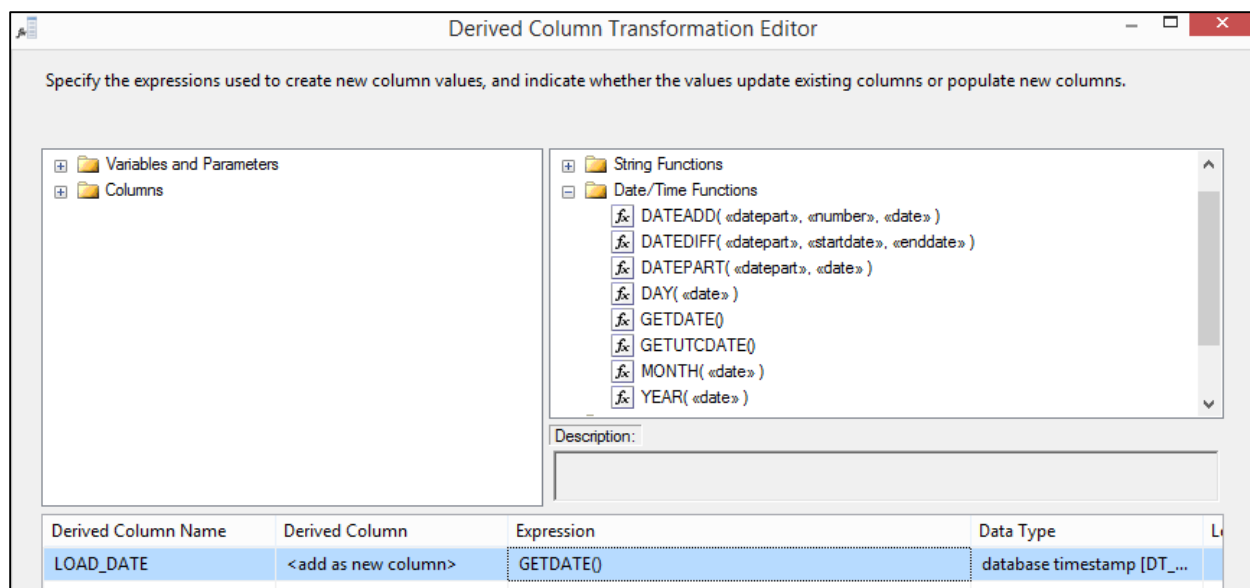 Derived Column Transformation Editor
Specify the expressions used to create new column values, and indicate whether the values update existing columns or populate new columns.
Variables and Parameters
Columns
String Functions
Date/Time Functions
DATEADD( «datepart», «number», «date» )
DATEDIFF( «datepart», «startdate», «enddate» )
DATEPART( «datepart», «date» )
DAY( «date» )
GETDATE()
GETUTCDATE()
MONTH( «date» )
YEAR( «date» )
Description:
Derived Column Name Derived Column Expression Data Type
LOAD_DATE <add as new column> GETDATE() database timestamp [DT_...